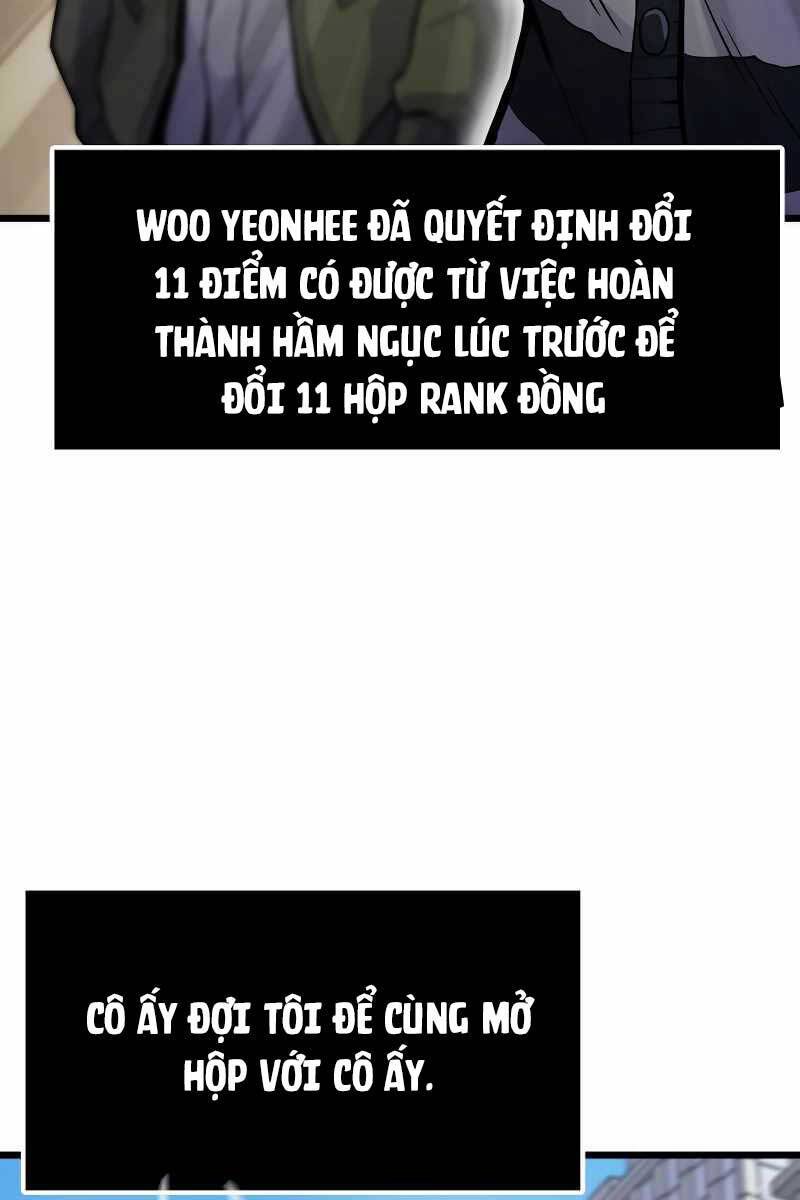 WOO YEONHEE ĐÃ QUYẾT ĐỊNH ĐỔI
11 ĐIỂM CÓ ĐƯỢC TỪ VIỆC HOÀN
THÀNH HẦM NGỤC LÚC TRƯỚC ĐỂ
ĐỔI 11 HỘP RANK ĐỒNG
CÔ ẤY ĐỢI TÔI ĐỂ CÙNG MỞ
HỘP VỚI CÔ ẤY.